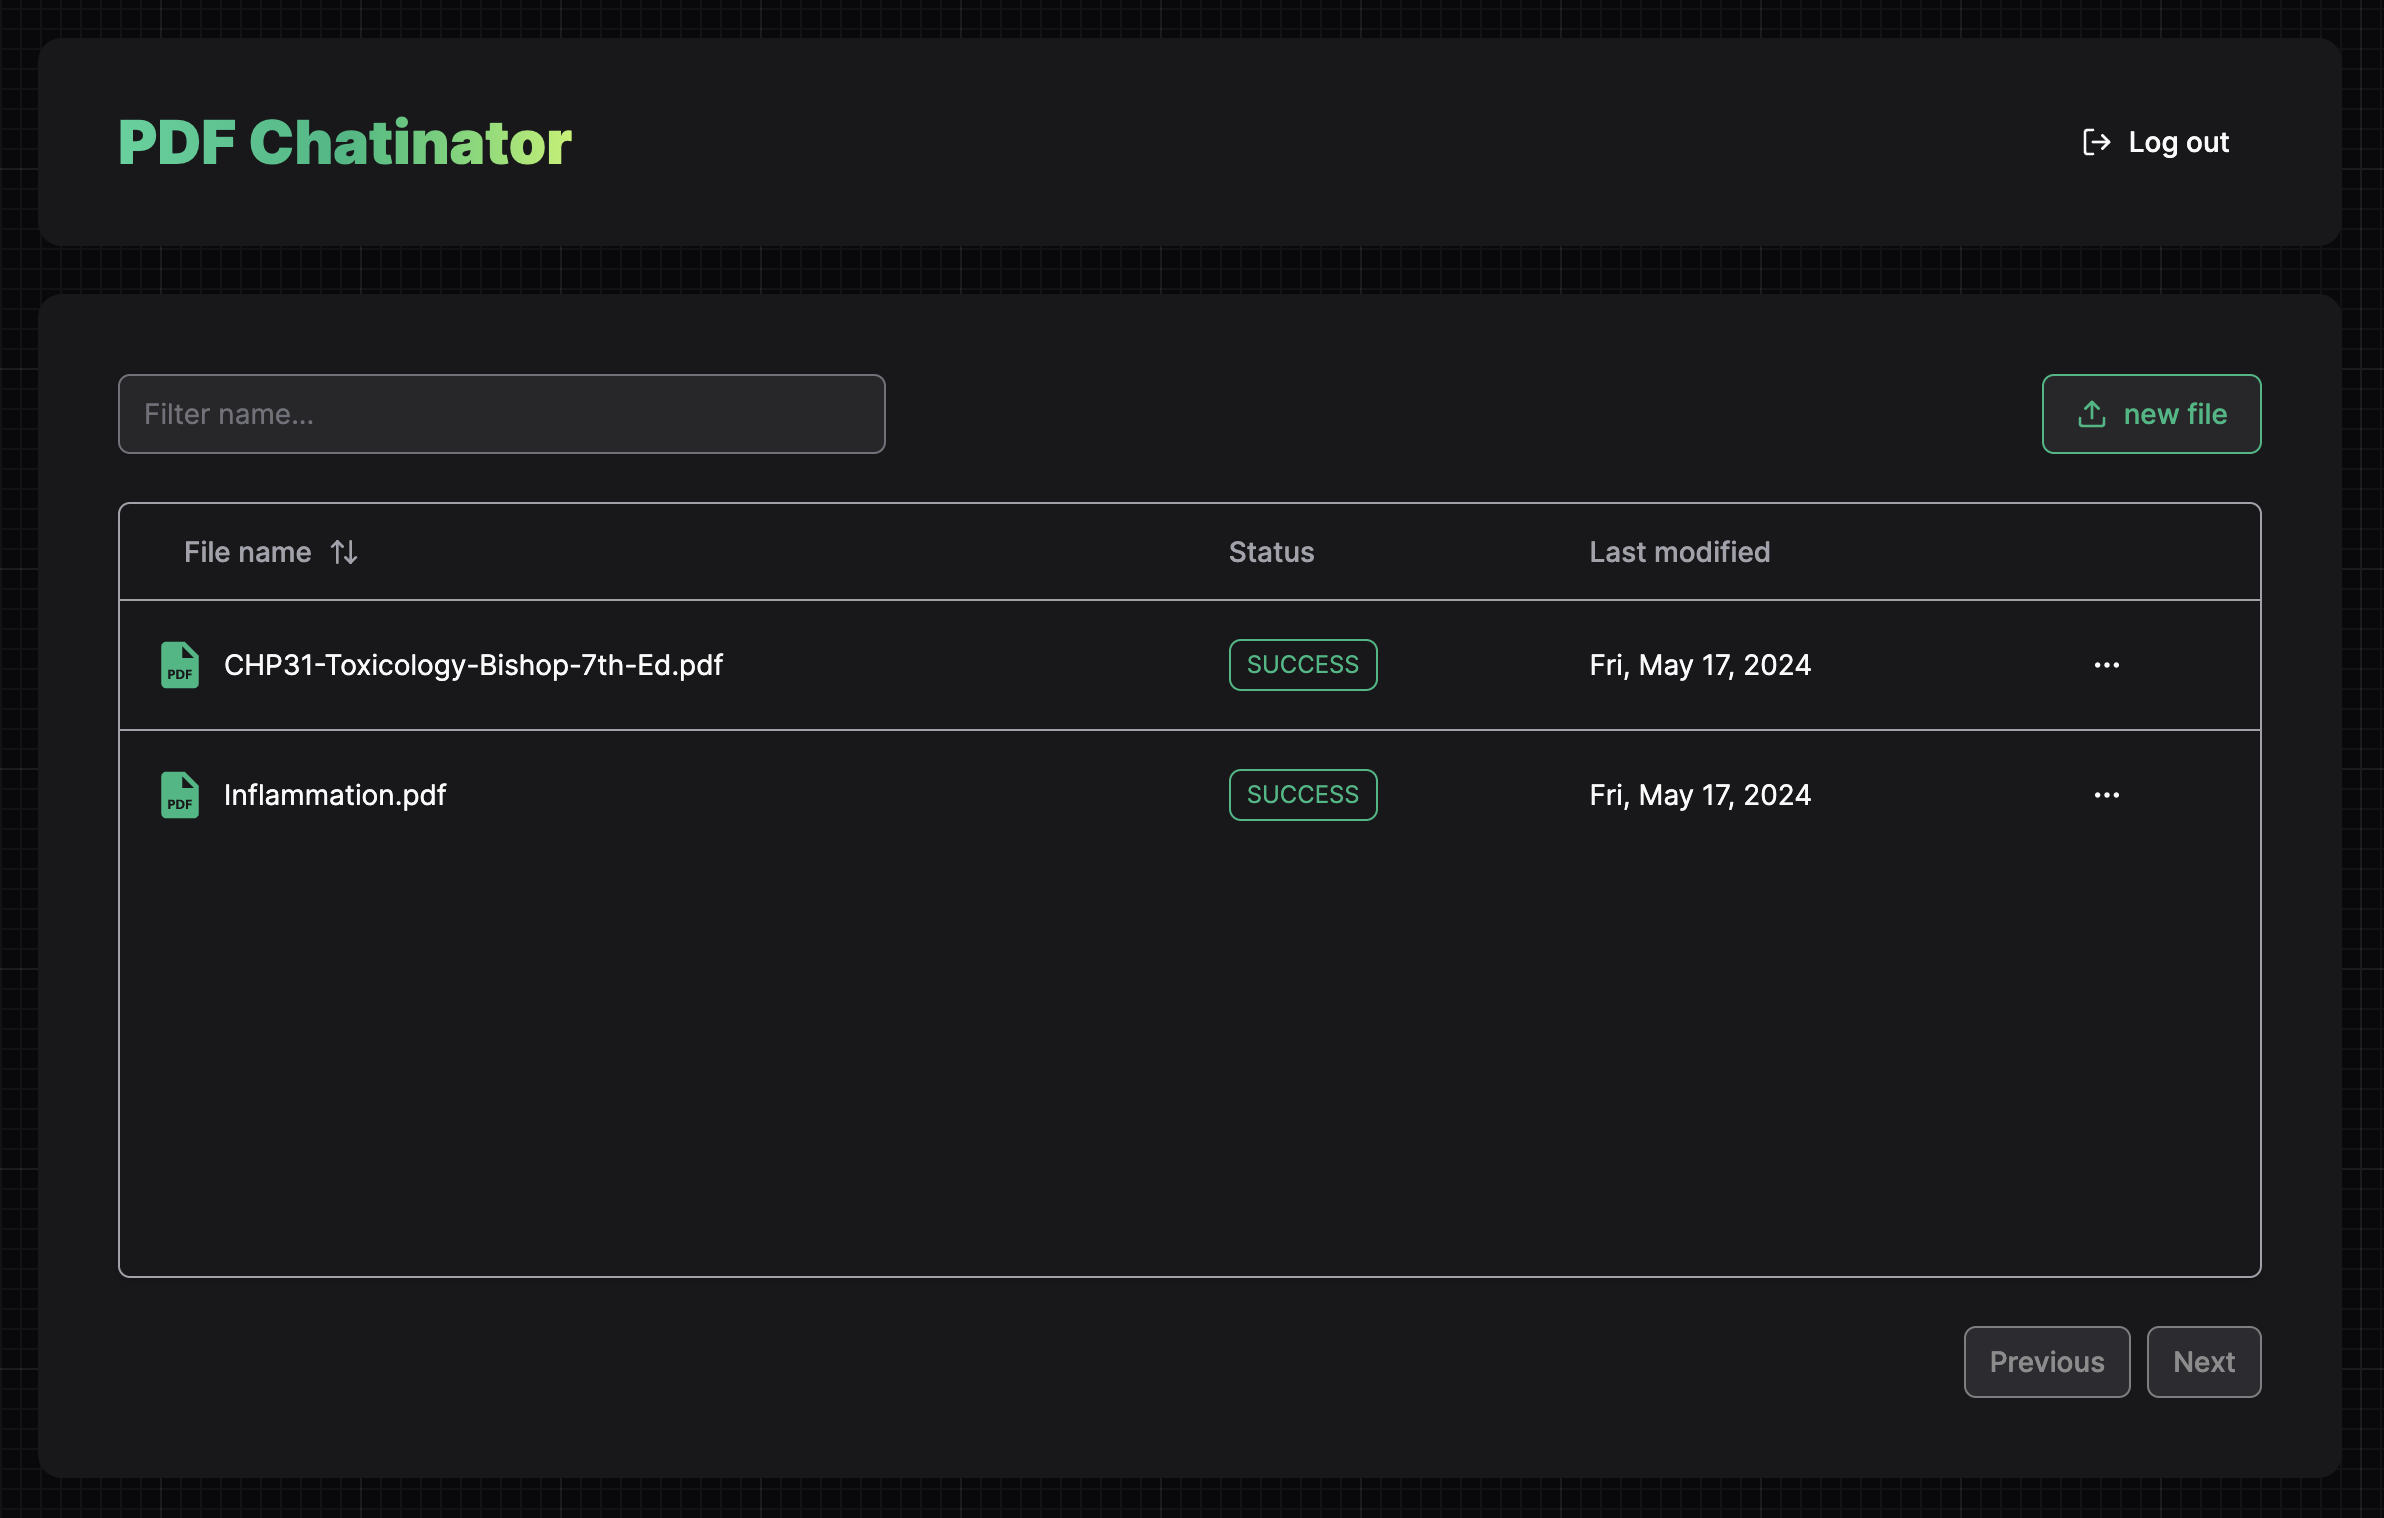 PDF Chatinator
Log out
Filter name...
new file
File name Status Last modified
PDF CHP31-Toxicology-Bishop-7th-Ed.pdf SUCCESS Fri, May 17, 2024
PDF Inflammation.pdf SUCCESS Fri, May 17, 2024
Previous Next